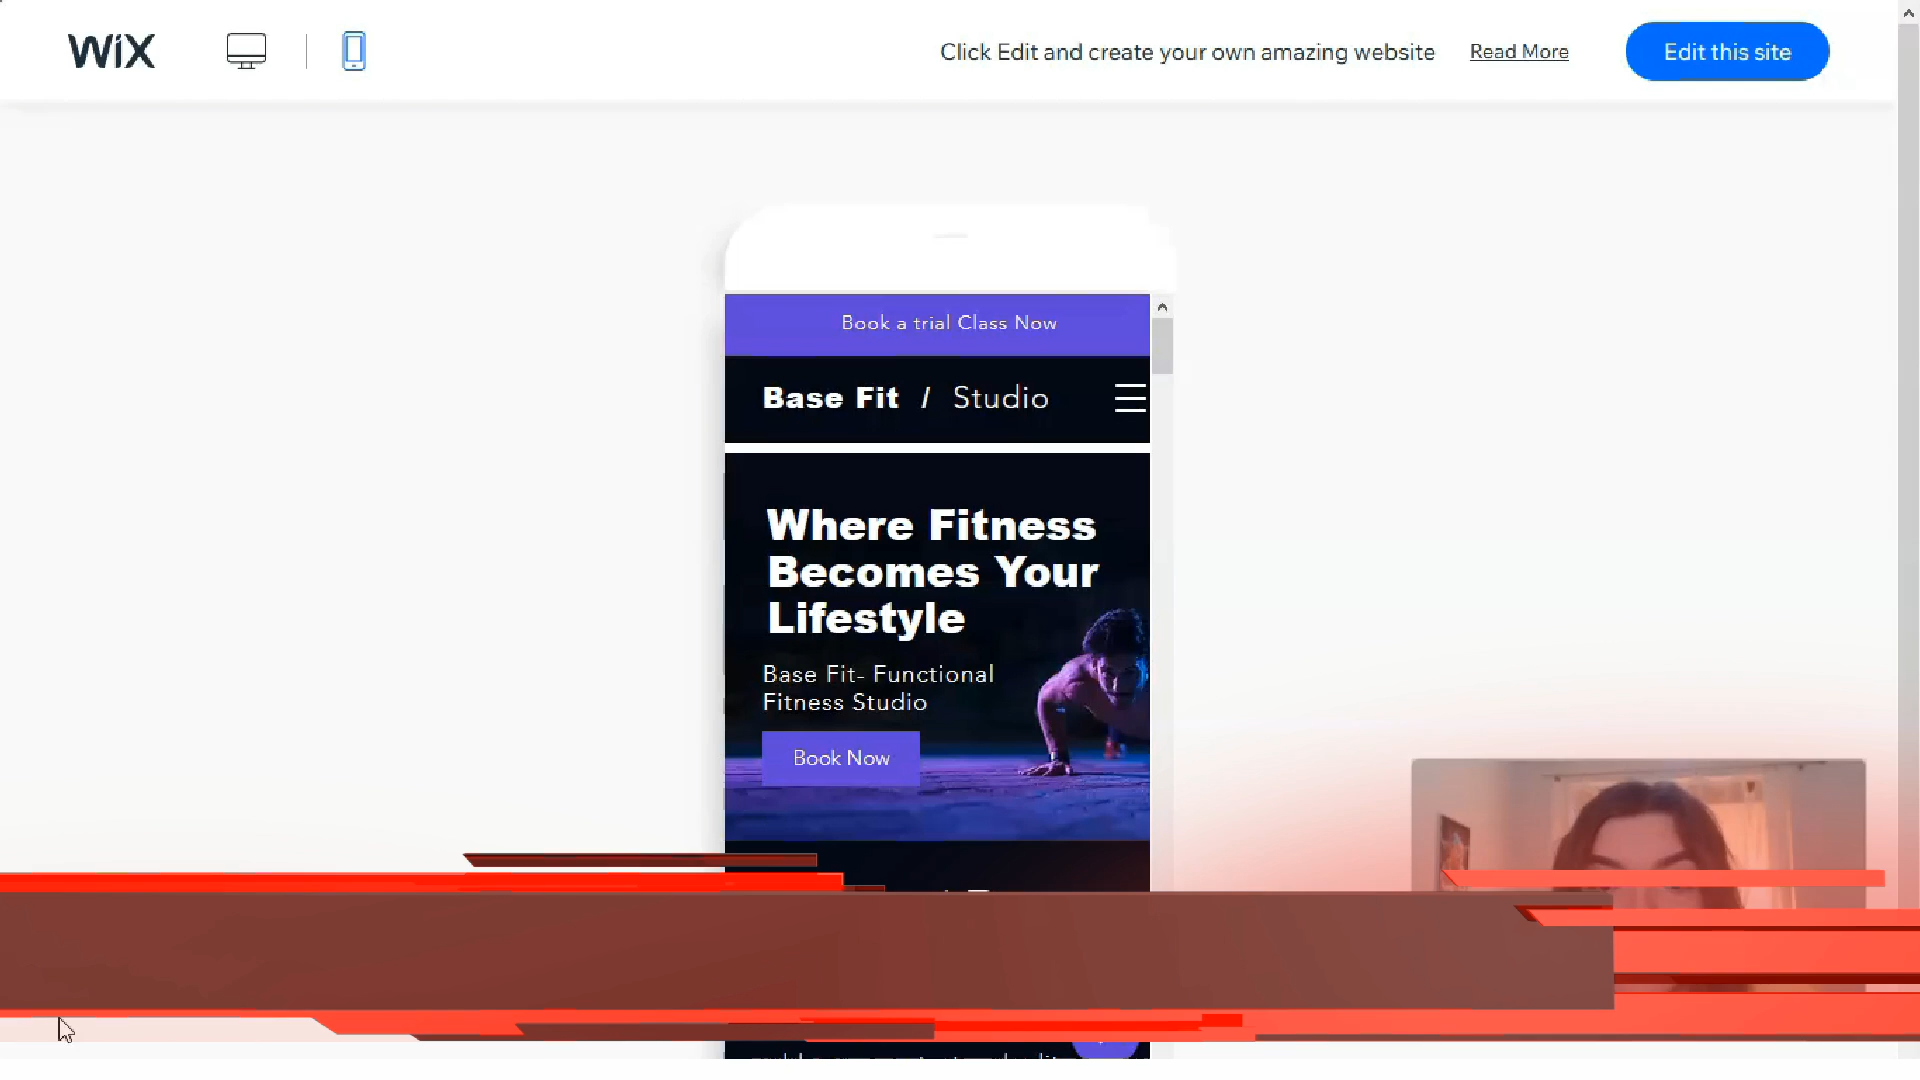 WiX
Click Edit and create your own amazing website
Read More
Edit this site
Book a trial Class Now
Base Fit / Studio
Where Fitness
Becomes Your
Lifestyle
Base Fit- Functional
Fitness Studio
Book Now